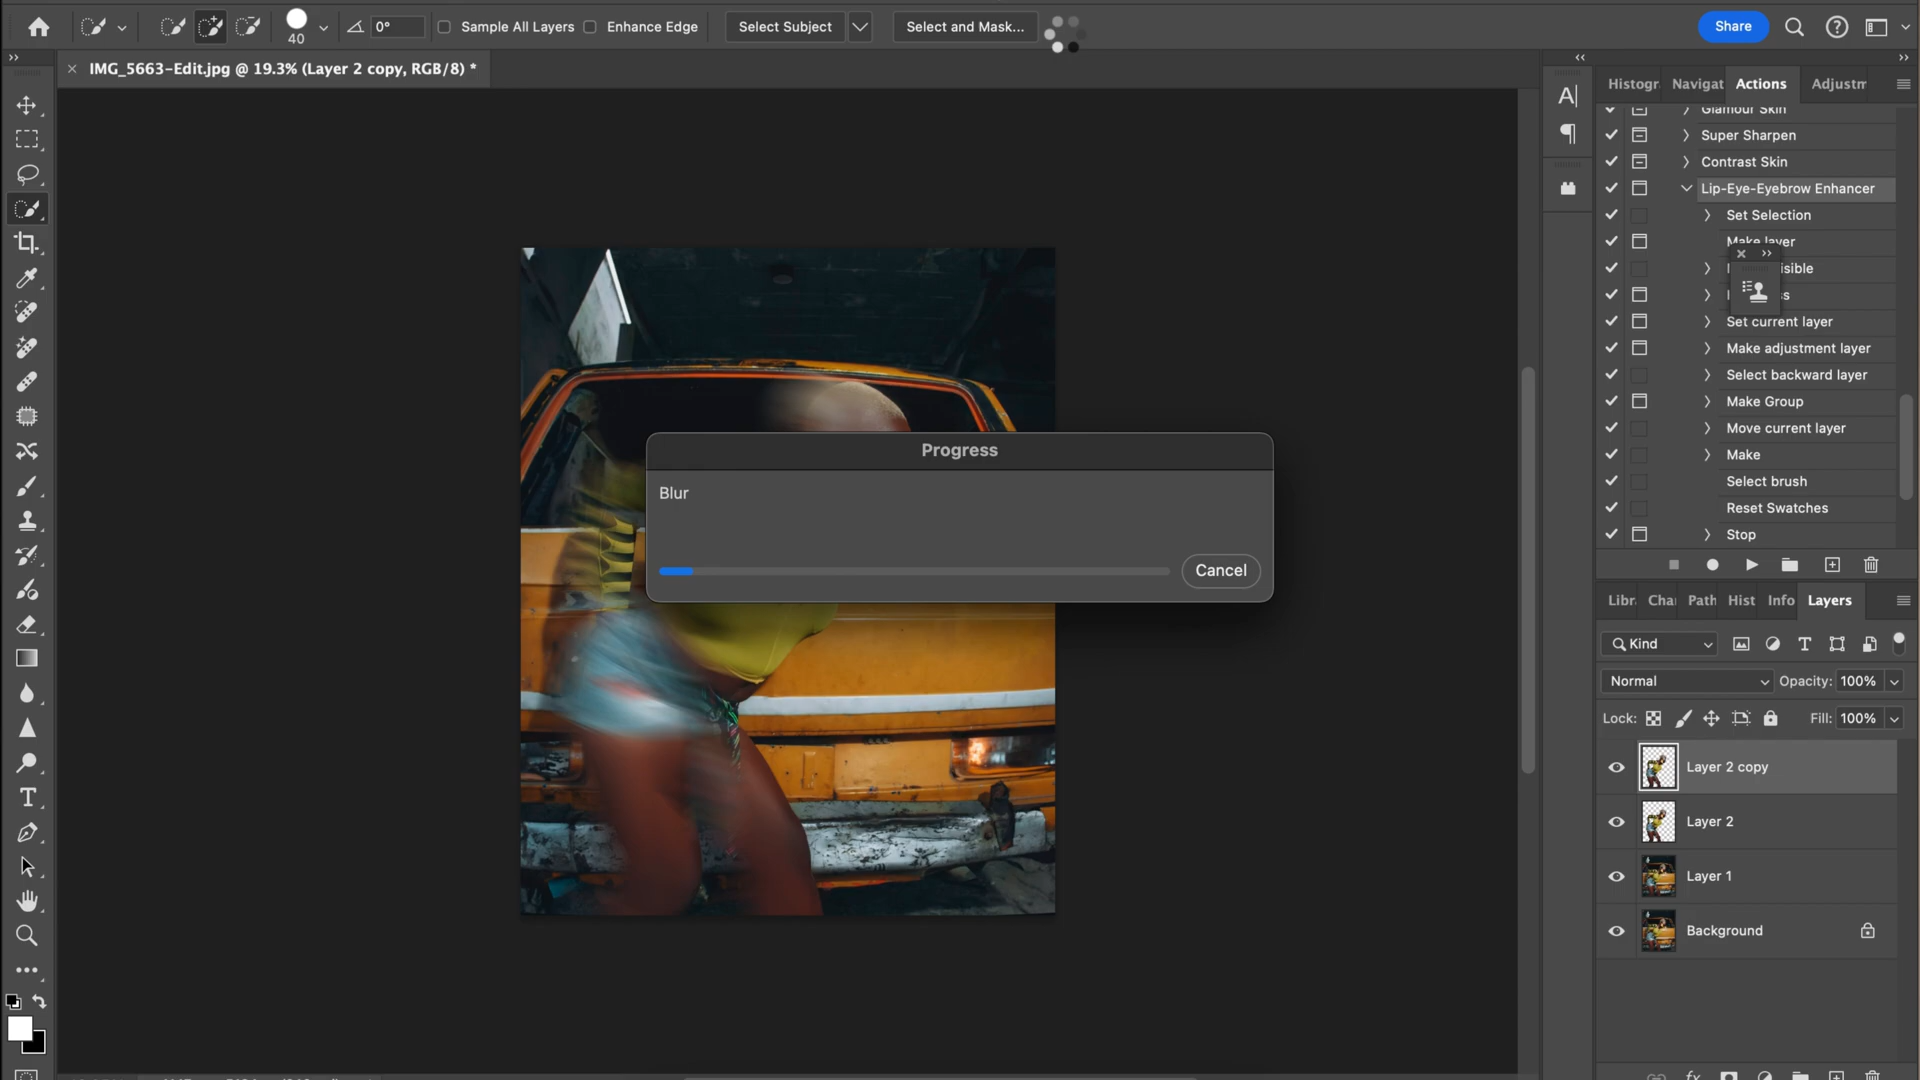 40
0°
Sample All Layers
Enhance Edge
Select Subject
Select and Mask...
Share
IMG_5663-Edit.jpg @ 19.3% (Layer 2 copy, RGB/8) *
Histogr
Navigat
Actions
Adjustm
Glamour Skin
Super Sharpen
Contrast Skin
Lip-Eye-Eyebrow Enhancer
Set Selection
Make layer
isible
s
Set current layer
Make adjustment layer
Select backward layer
Make Group
Move current layer
Make
Select brush
Reset Swatches
Stop
Progress
Blur
Cancel
Libr
Cha
Path
Hist
Info
Layers
Kind
Normal
Opacity: 100%
Lock:
Fill: 100%
Layer 2 copy
Layer 2
Layer 1
Background